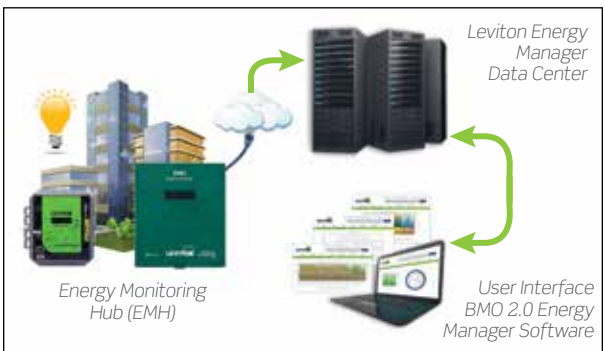 Leviton Energy
Manager
Data Center
Energy Monitoring
Hub (EMH)
User Interface
BMO 2.0 Energy
Manager Software